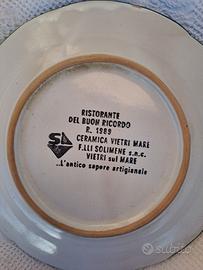 RISTORANTE
DEL BUON RICORDO
R. 1989
CERAMICA VIETRI MARE
F.LLI SOLIMENE s.n.c.
VIETRI sul MARE
..L'antico sapore artigianale
subito